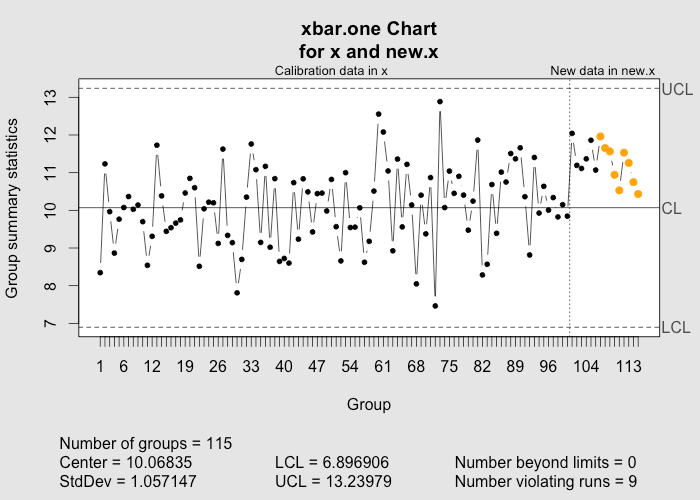 xbar.one Chart
for x and new.x
Calibration data in x
New data in new.x
Group summary statistics
13
12
11
10
9
8
7
UCL
CL
LCL
1 6 12 19 26 33 40 47 54 61 68 75 82 89 96 104 113
Group
Number of groups = 115
Center = 10.06835
LCL = 6.896906
Number beyond limits = 0
StdDev = 1.057147
UCL = 13.23979
Number violating runs = 9